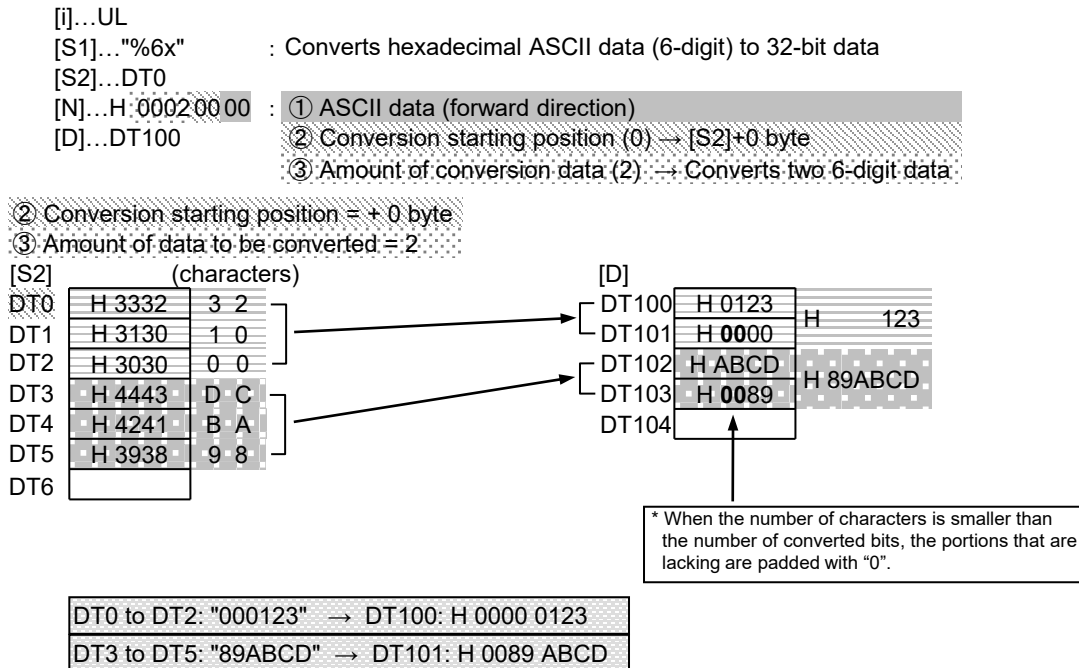 [i]…UL
[S1]…"%6x" : Converts hexadecimal ASCII data (6-digit) to 32-bit data
[S2]…DT0
[N]…H 0002 00 00 : ① ASCII data (forward direction)
[D]…DT100 ② Conversion starting position (0) → [S2]+0 byte
③ Amount of conversion data (2) → Converts two 6-digit data
② Conversion starting position = + 0 byte
③ Amount of data to be converted = 2
[S2] (characters) [D]
DT0 H 3332 3 2 DT100 H 0123
DT1 H 3130 1 0 DT101 H 0000 H 123
DT2 H 3030 0 0 DT102 H ABCD
DT3 H 4443 D C DT103 H 0089 H 89ABCD
DT4 H 4241 B A DT104
DT5 H 3938 9 8
DT6
* When the number of characters is smaller than
the number of converted bits, the portions that are
lacking are padded with “0”.
DT0 to DT2: "000123" → DT100: H 0000 0123
DT3 to DT5: "89ABCD" → DT101: H 0089 ABCD